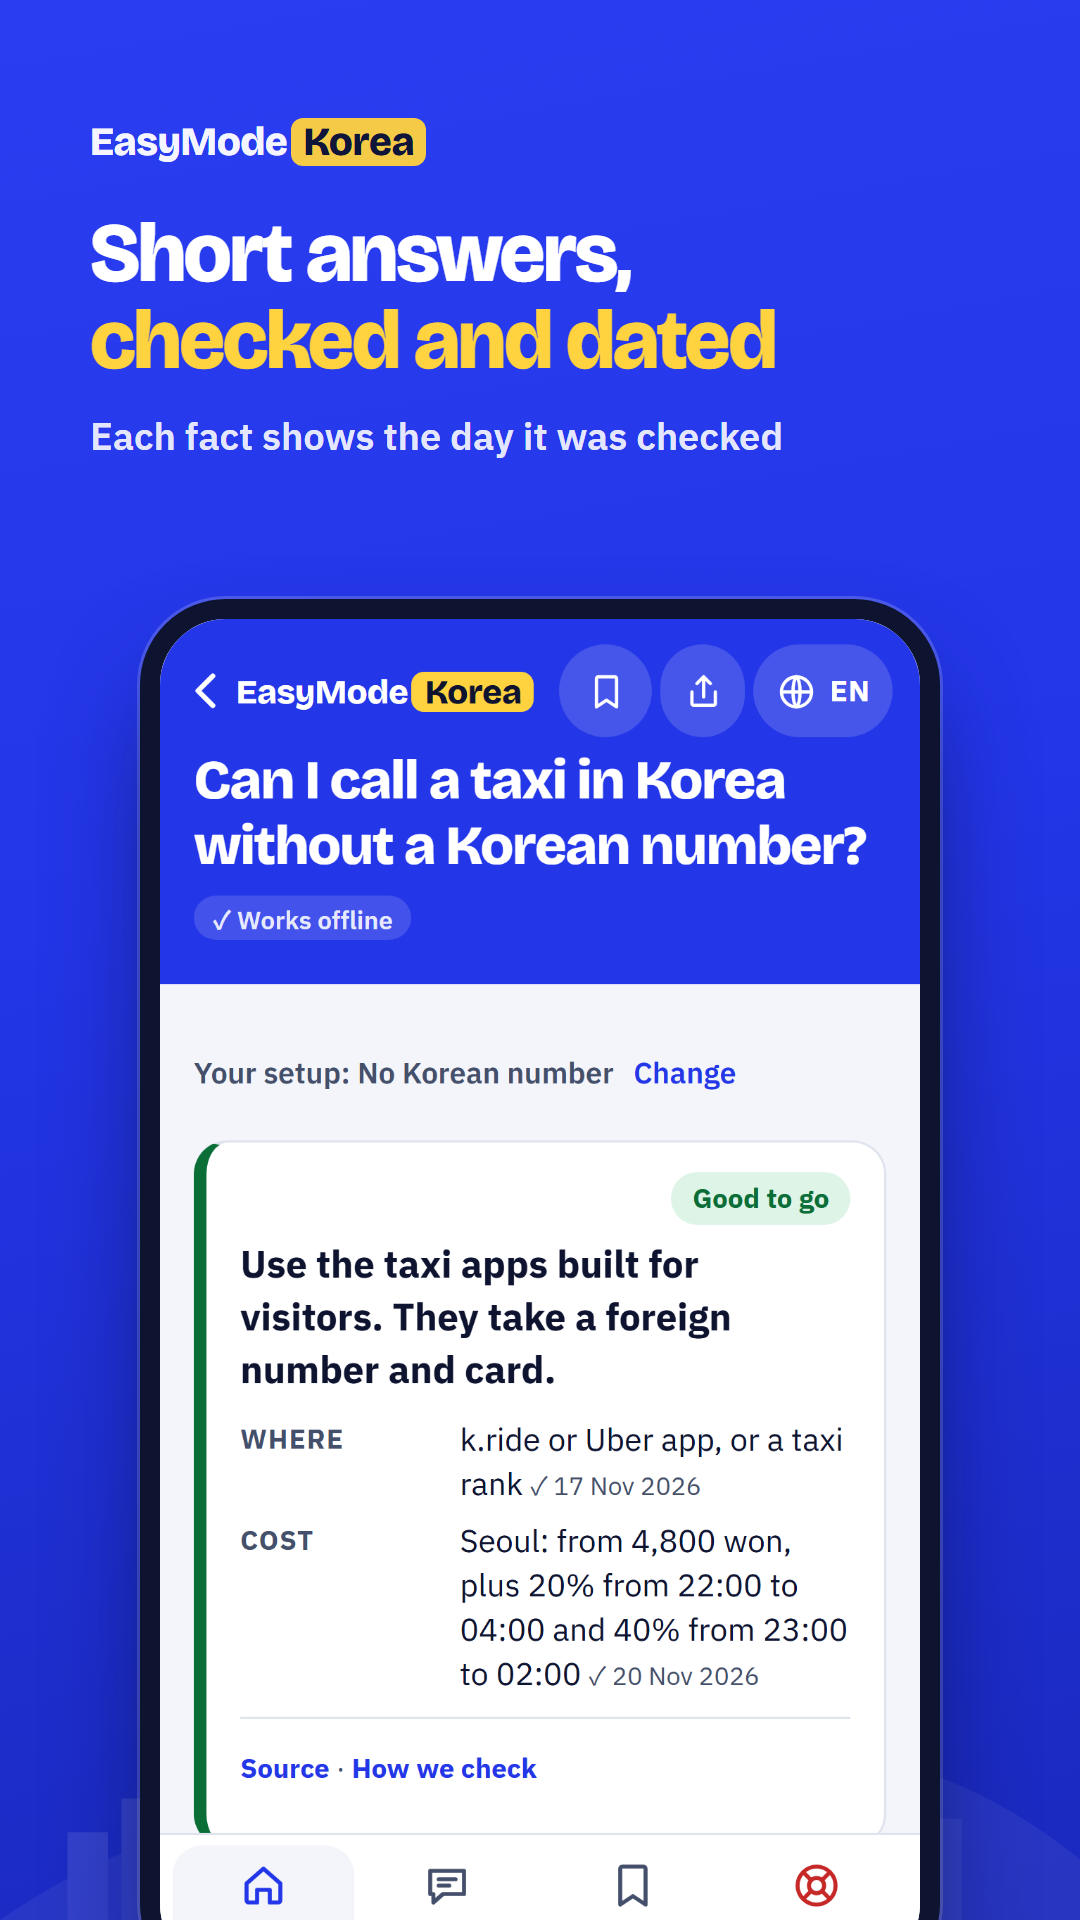 EasyMode Korea
Short answers,
checked and dated
Each fact shows the day it was checked
EasyMode Korea
EN
Can I call a taxi in Korea
without a Korean number?
✓ Works offline
Your setup: No Korean number Change
Good to go
Use the taxi apps built for
visitors. They take a foreign
number and card.
WHERE
k.ride or Uber app, or a taxi
rank ✓ 17 Nov 2026
COST
Seoul: from 4,800 won,
plus 20% from 22:00 to
04:00 and 40% from 23:00
to 02:00 ✓ 20 Nov 2026
Source · How we check